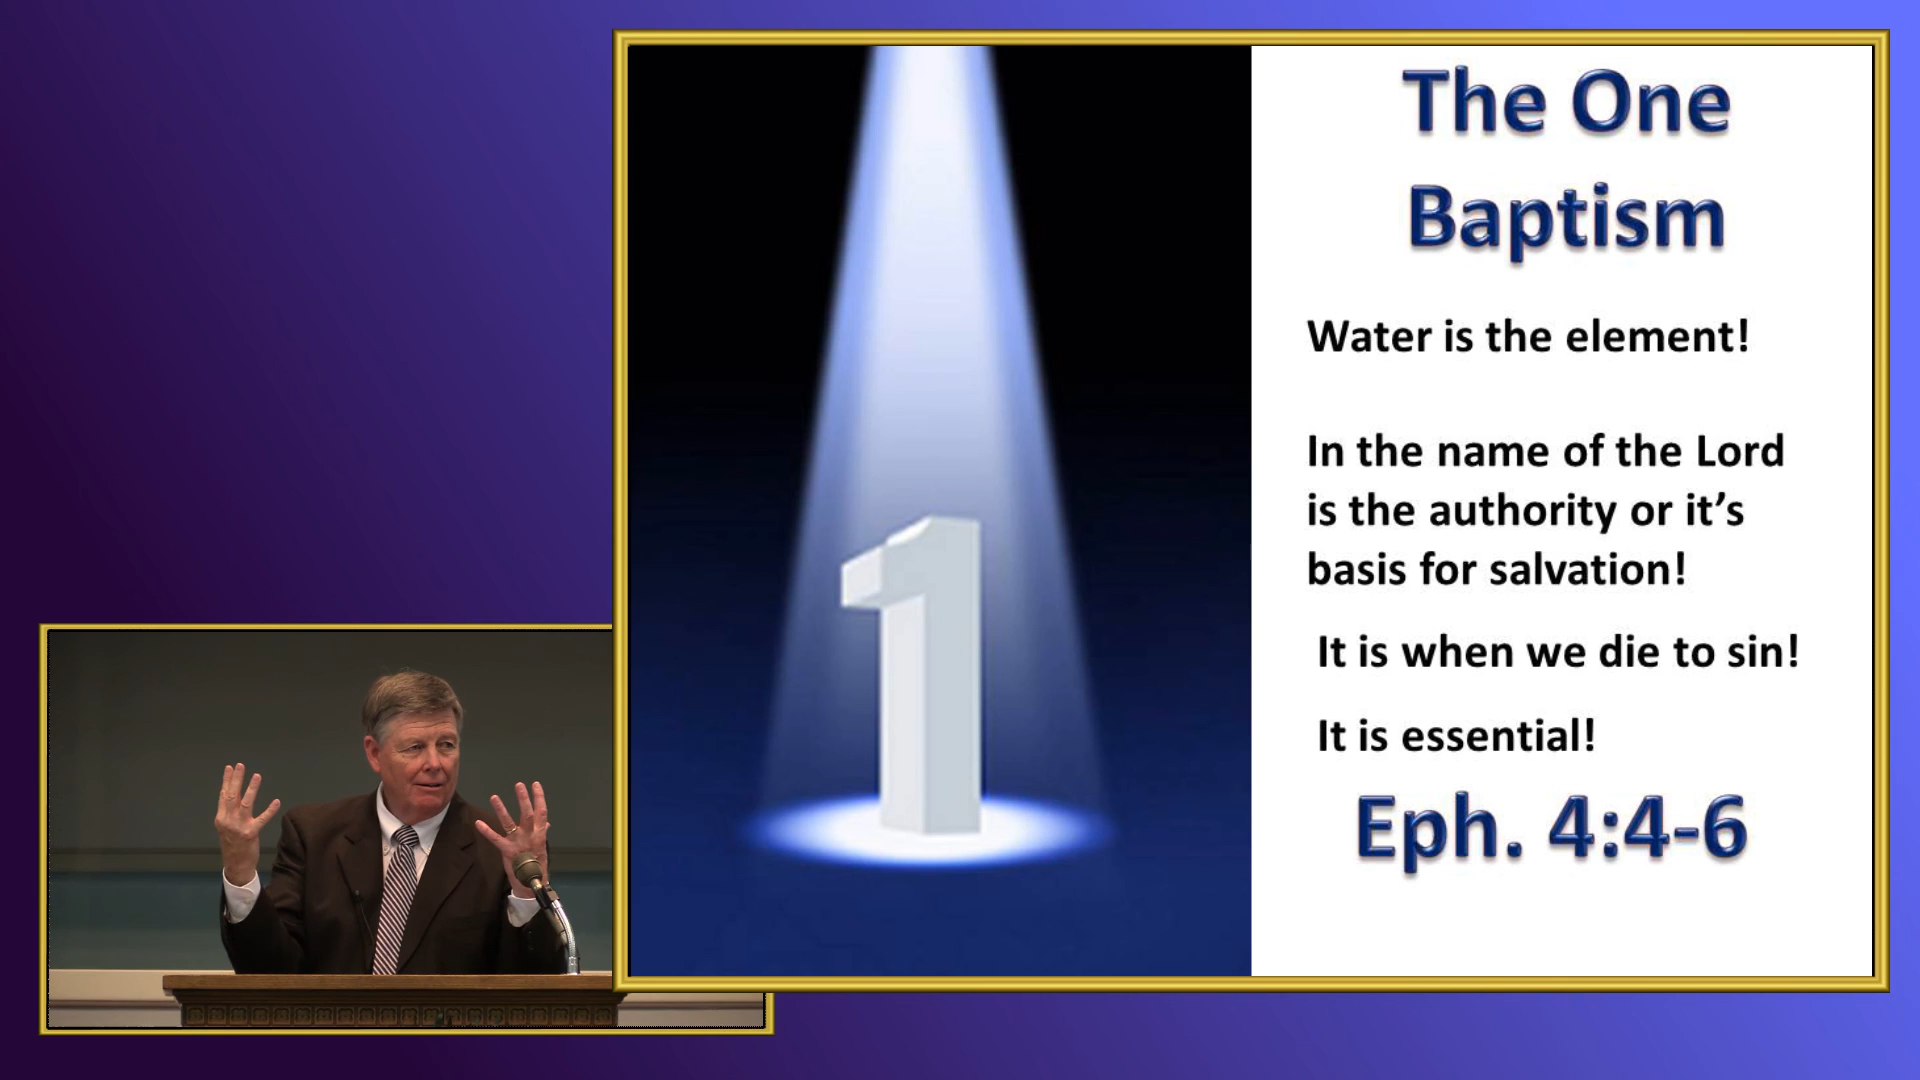 The One
Baptism
Water is the element!
In the name of the Lord
is the authority or it's
basis for salvation!
It is when we die to sin!
It is essential!
Eph. 4:4-6
1